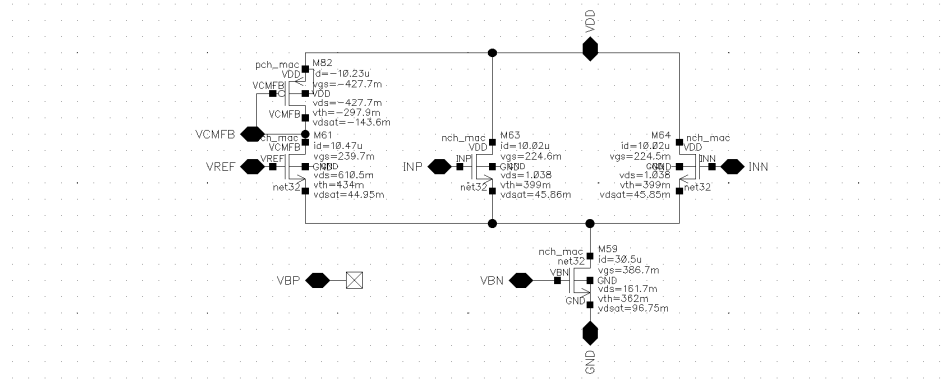 VDD
pch_mac
M82
VDD
id=-10.23u
vgs=-427.7m
VDD
vds=-427.7m
VCMFB
vth=-297.9m
vdsat=-143.6m
VCMFB
ch_mac
M61
VCMFB
id=10.47u
VREF
VREF
vgs=239.7m
GND
vds=610.5m
vth=434m
net32
vdsat=44.95m
nch_mac
M63
VDD
id=10.02u
INP
INP
vgs=224.6m
GND
vds=1.038
vth=399m
net32
vdsat=45.86m
M64
nch_mac
id=10.02u
VDD
vgs=224.5m
INN
INN
GND
vds=1.038
vth=399m
net32
vdsat=45.85m
VBP
nch_mac
M59
net32
id=30.5u
VBN
VBN
vgs=386.7m
GND
vds=161.7m
GND
vth=362m
vdsat=96.75m
GND